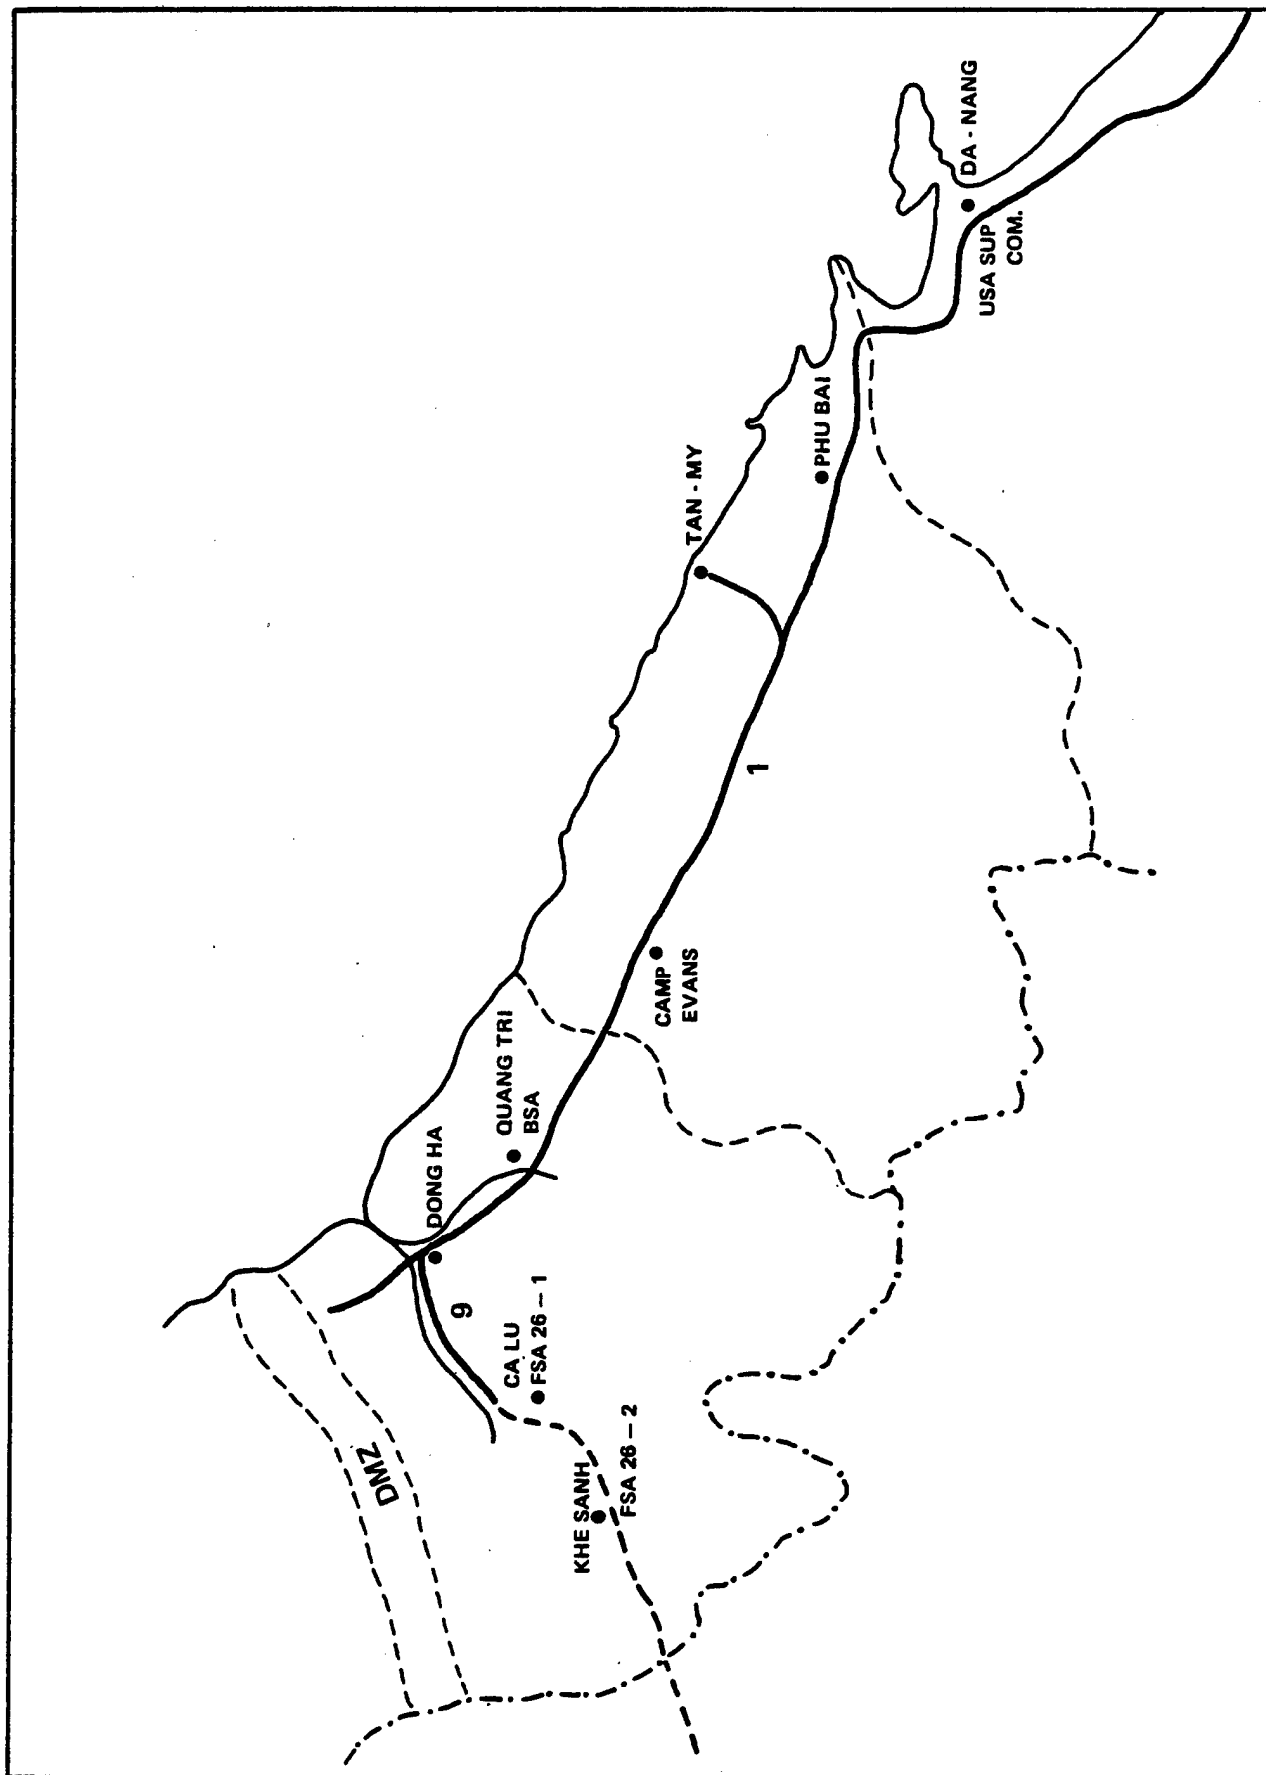 DMZ
9
DONG HA
QUANG TRI
BSA
CA LU
FSA 26 – 1
KHE SANH
FSA 26 – 2
CAMP
EVANS
1
TAN - MY
PHU BAI
DA - NANG
USA SUP
COM.